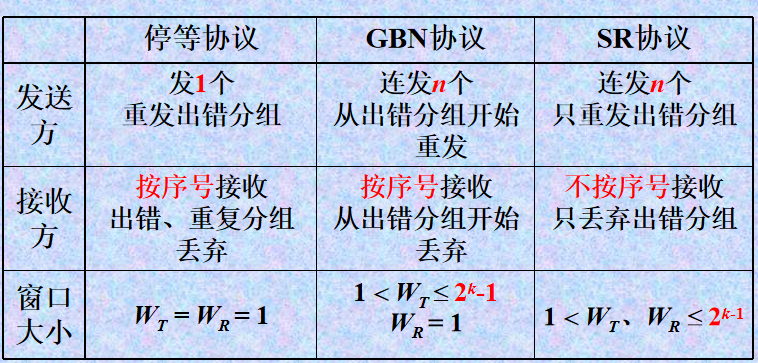 停等协议 GBN协议 SR协议
发送方
发1个
重发出错分组
连发n个
从出错分组开始
重发
连发n个
只重发出错分组
接收方
按序号接收
出错、重复分组
丢弃
按序号接收
从出错分组开始
丢弃
不按序号接收
只丢弃出错分组
窗口大小
W_T = W_R = 1
1 < W_T ≤ 2^k-1
W_R = 1
1 < W_T、W_R ≤ 2^{k-1}